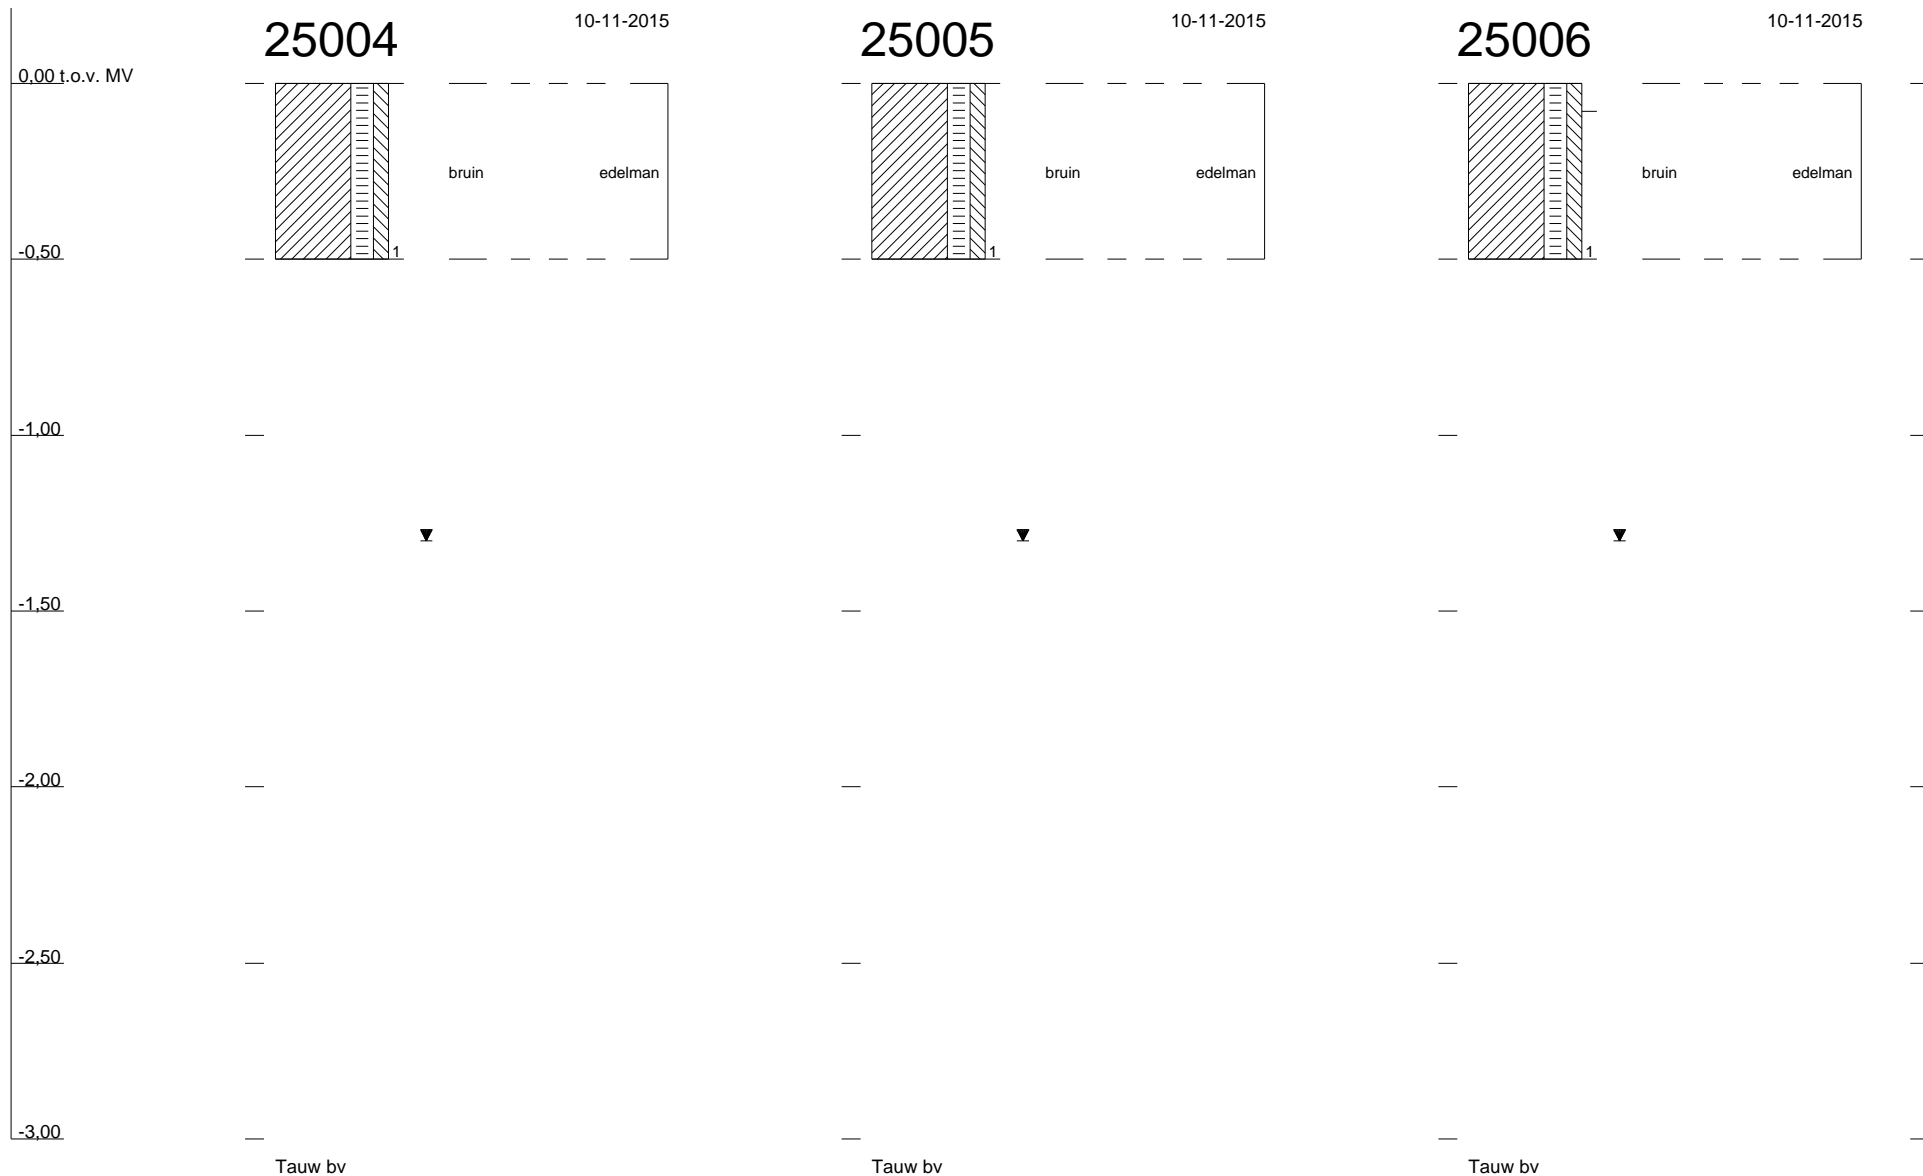 25004 10-11-2015 25005 10-11-2015 25006 10-11-2015
0,00 t.o.v. MV
bruin edelman bruin edelman bruin edelman
-0,50 1 1 1
-1,00
-1,50
-2,00
-2,50
-3,00
Tauw bv Tauw bv Tauw bv